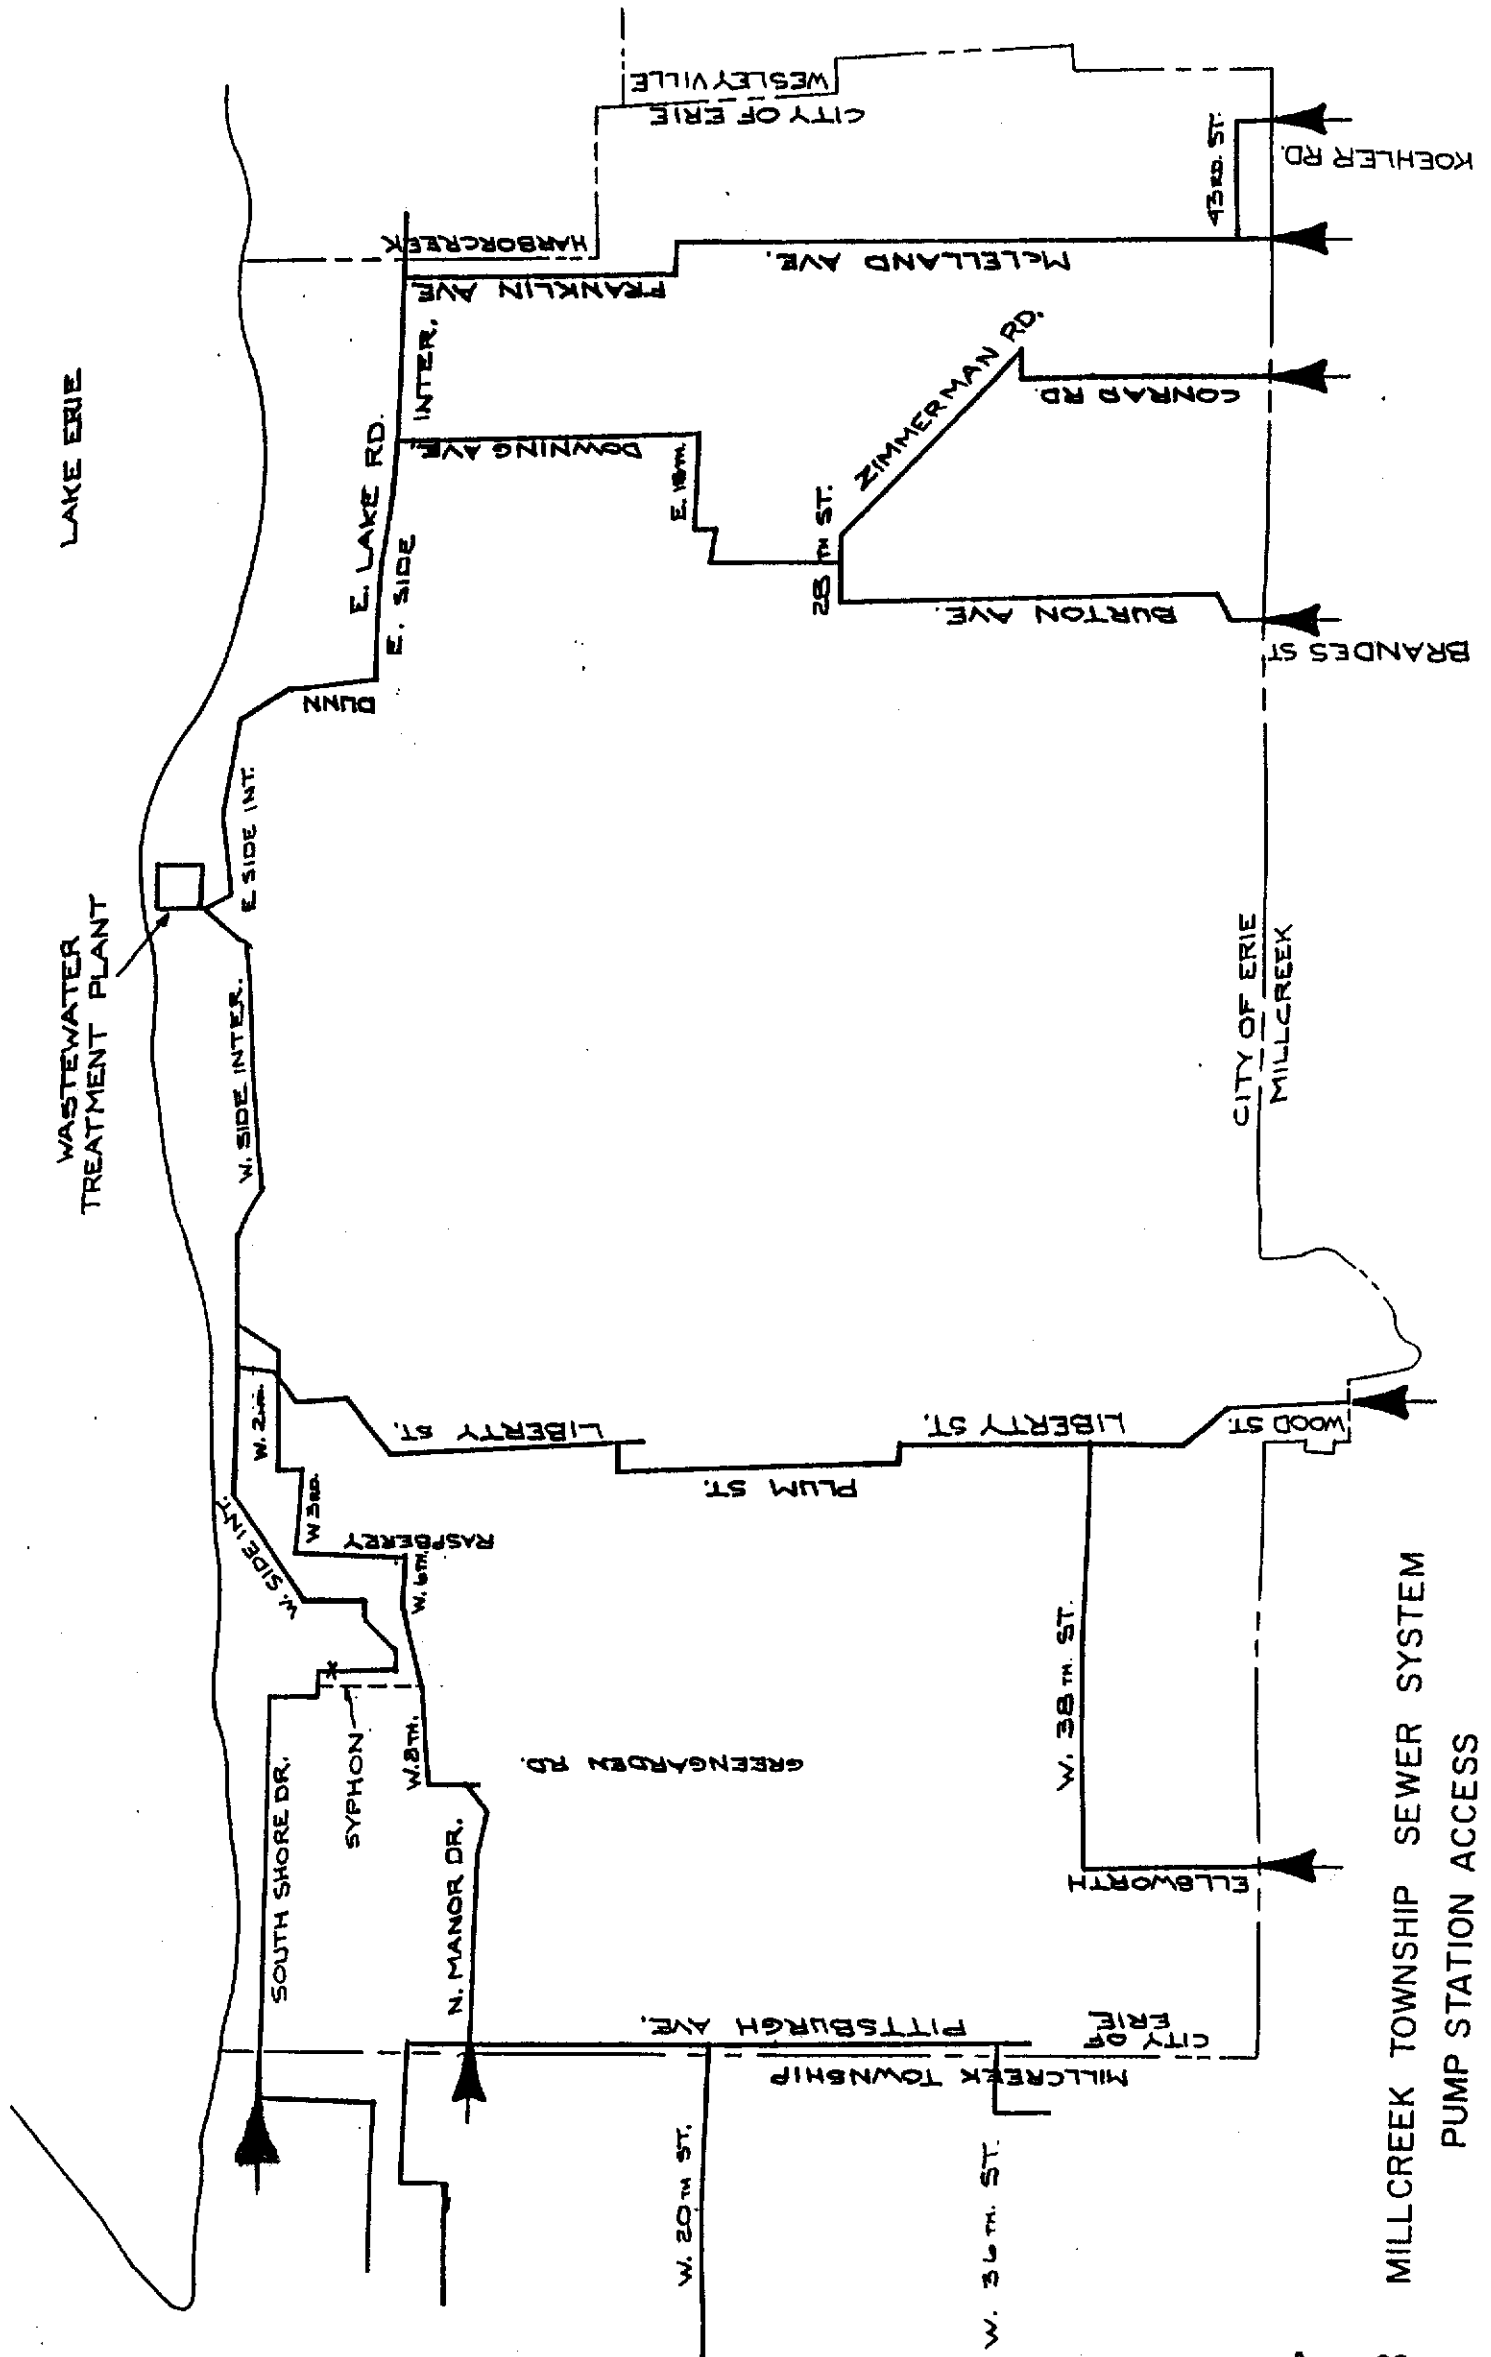 LAKE ERIE
WASTEWATER
TREATMENT PLANT
WESLEYVILLE
CITY OF ERIE
HARBORCREEK
KOEHLER RD.
43RD. ST.
McLELLAND AVE.
FRANKLIN AVE
INTER.
E. LAKE RD.
INTER.
E. SIDE
DOWNING AVE
E. 18TH.
28TH ST.
ZIMMERMAN RD.
CONRAD RD.
BURTON AVE.
BRANDES ST
DUNN
E. SIDE INT.
W. SIDE INTER.
CITY OF ERIE
MILLCREEK
W. 2
W 3RD.
W. SIDE INT.
RASPBERRY
W. 6TH.
LIBERTY ST.
PLUM ST.
LIBERTY ST.
WOOD ST
SYPHON
W. 8TH.
SOUTH SHORE DR.
GREENGARDEN RD.
N. MANOR DR.
W. 38TH. ST.
ELLSWORTH
PITTSBURGH AVE.
CITY OF
ERIE
MILLCREEK TOWNSHIP
W. 20TH ST.
W. 36TH. ST.
MILLCREEK TOWNSHIP SEWER SYSTEM
PUMP STATION ACCESS